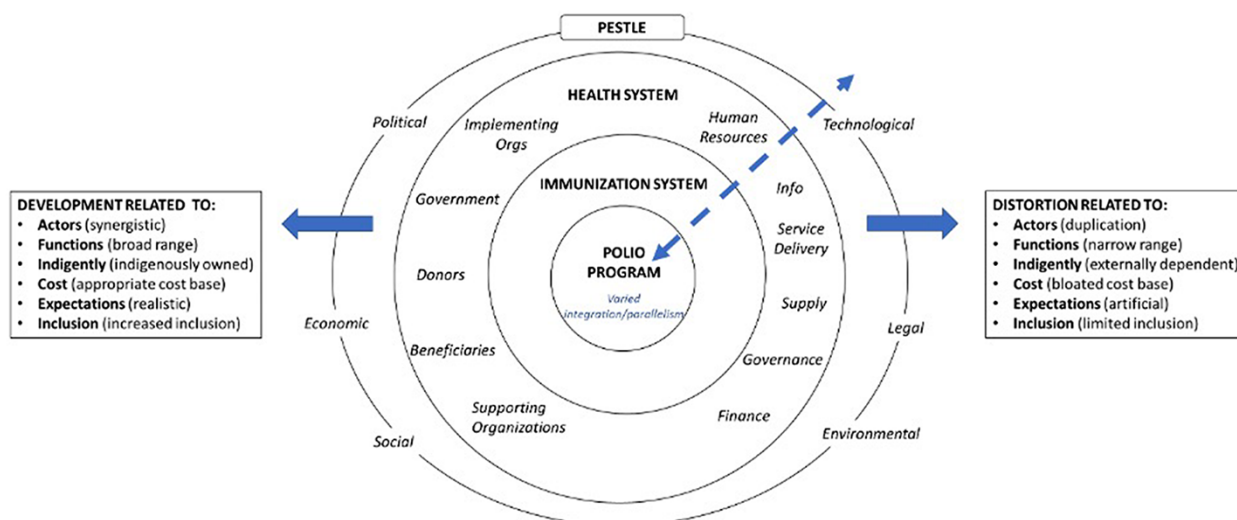 PESTLE
HEALTH SYSTEM
Political
Implementing
Orgs
Human
Resources
Technological
IMMUNIZATION SYSTEM
Info
Government
Service
Delivery
DEVELOPMENT RELATED TO:
• Actors (synergistic)
• Functions (broad range)
• Indigently (indigenously owned)
• Cost (appropriate cost base)
• Expectations (realistic)
• Inclusion (increased inclusion)
POLIO
PROGRAM
Varied
integration/parallelism
DISTORTION RELATED TO:
• Actors (duplication)
• Functions (narrow range)
• Indigently (externally dependent)
• Cost (bloated cost base)
• Expectations (artificial)
• Inclusion (limited inclusion)
Donors
Supply
Economic
Legal
Beneficiaries
Governance
Supporting
Organizations
Finance
Social
Environmental